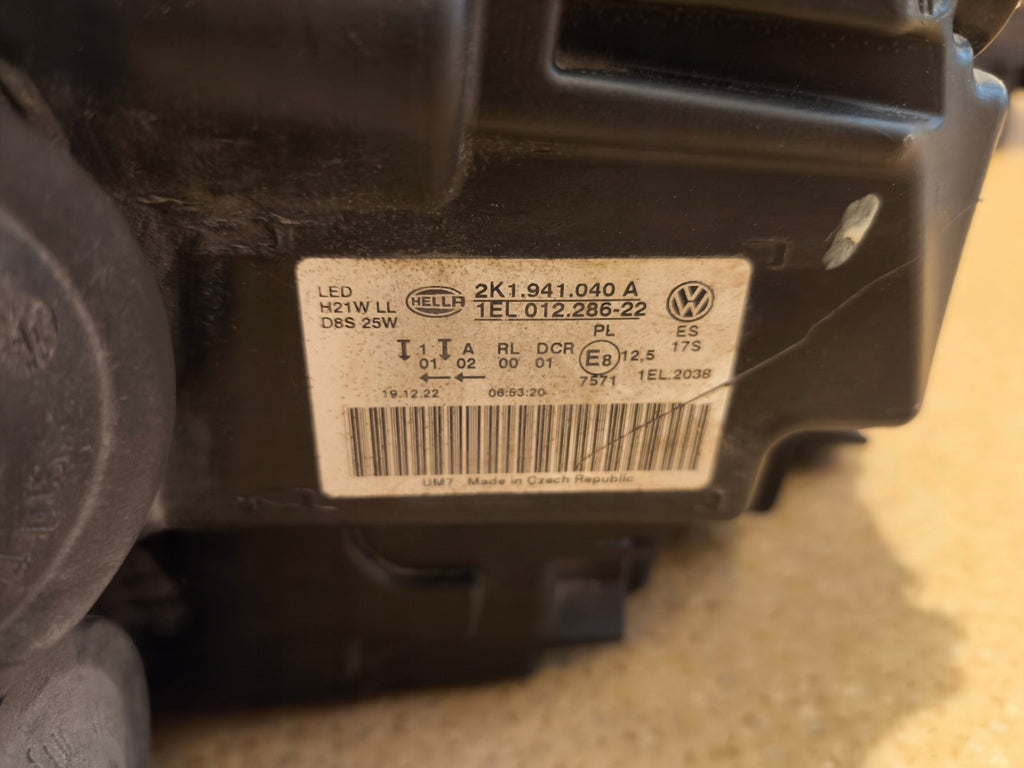 LED
H21W LL
D8S 25W
HELLA
2K1.941.040 A
1EL 012.286-22
PL
ES
17S
1 A RL DCR
01 02 00 01
E8 12,5
7571 1EL.2038
19.12.22 06:53:20
UM7 Made in Czech Republic